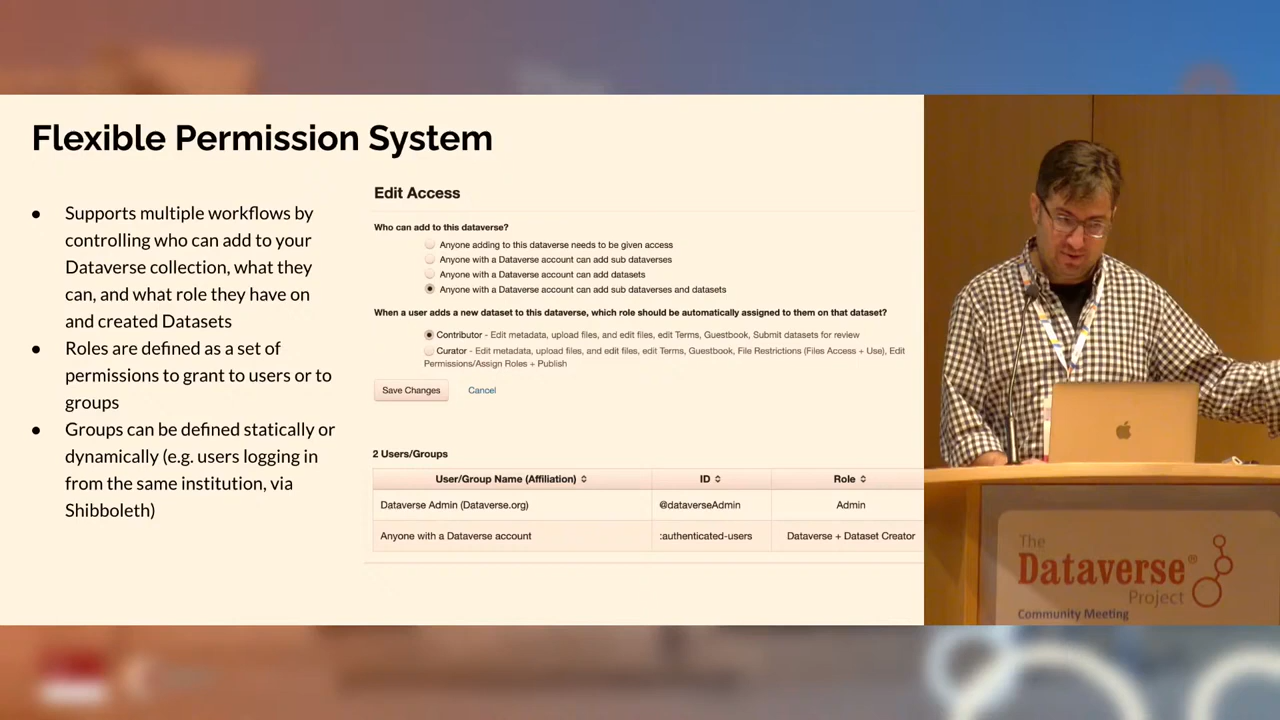 Flexible Permission System
● Supports multiple workflows by
controlling who can add to your
Dataverse collection, what they
can, and what role they have on
and created Datasets
● Roles are defined as a set of
permissions to grant to users or to
groups
● Groups can be defined statically or
dynamically (e.g. users logging in
from the same institution, via
Shibboleth)
Edit Access
Who can add to this dataverse?
Anyone adding to this dataverse needs to be given access
Anyone with a Dataverse account can add sub dataverses
Anyone with a Dataverse account can add datasets
Anyone with a Dataverse account can add sub dataverses and datasets
When a user adds a new dataset to this dataverse, which role should be automatically assigned to them on that dataset?
Contributor - Edit metadata, upload files, and edit files, edit Terms, Guestbook, Submit datasets for review
Curator - Edit metadata, upload files, and edit files, edit Terms, Guestbook, File Restrictions (Files Access + Use), Edit
Permissions/Assign Roles + Publish
Save Changes Cancel
2 Users/Groups
User/Group Name (Affiliation) ID Role
Dataverse Admin (Dataverse.org) @dataverseAdmin Admin
Anyone with a Dataverse account :authenticated-users Dataverse + Dataset Creator
The
Dataverse®
Project
Community Meeting